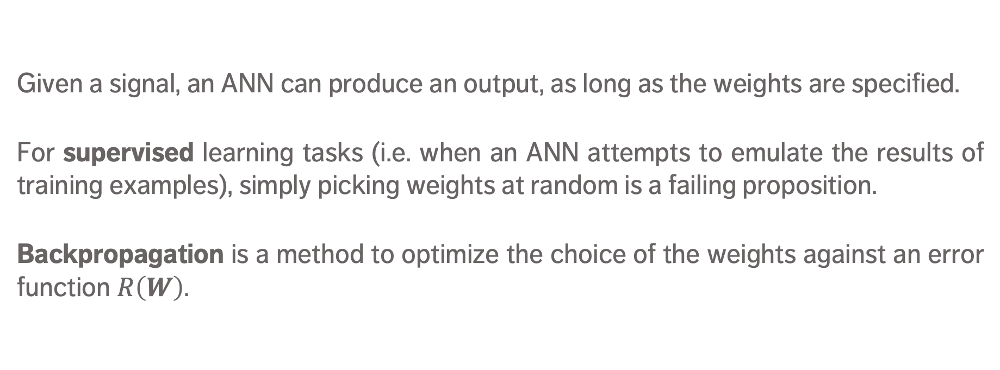 Given a signal, an ANN can produce an output, as long as the weights are specified.
For supervised learning tasks (i.e. when an ANN attempts to emulate the results of
training examples), simply picking weights at random is a failing proposition.
Backpropagation is a method to optimize the choice of the weights against an error
function R(W).